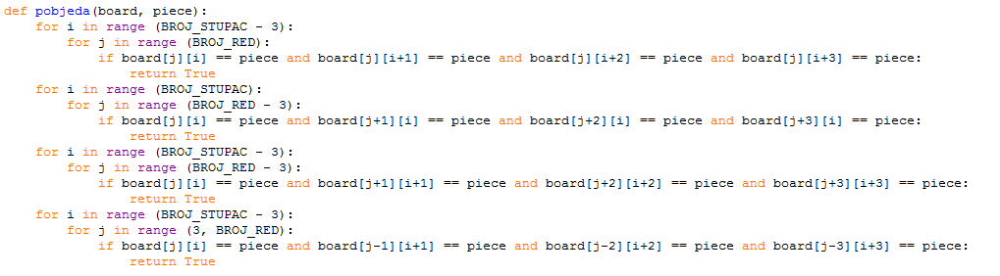 def pobjeda(board, piece):
    for i in range (BROJ_STUPAC - 3):
        for j in range (BROJ_RED):
            if board[j][i] == piece and board[j][i+1] == piece and board[j][i+2] == piece and board[j][i+3] == piece:
                return True
    for i in range (BROJ_STUPAC):
        for j in range (BROJ_RED - 3):
            if board[j][i] == piece and board[j+1][i] == piece and board[j+2][i] == piece and board[j+3][i] == piece:
                return True
    for i in range (BROJ_STUPAC - 3):
        for j in range (BROJ_RED - 3):
            if board[j][i] == piece and board[j+1][i+1] == piece and board[j+2][i+2] == piece and board[j+3][i+3] == piece:
                return True
    for i in range (BROJ_STUPAC - 3):
        for j in range (3, BROJ_RED):
            if board[j][i] == piece and board[j-1][i+1] == piece and board[j-2][i+2] == piece and board[j-3][i+3] == piece:
                return True